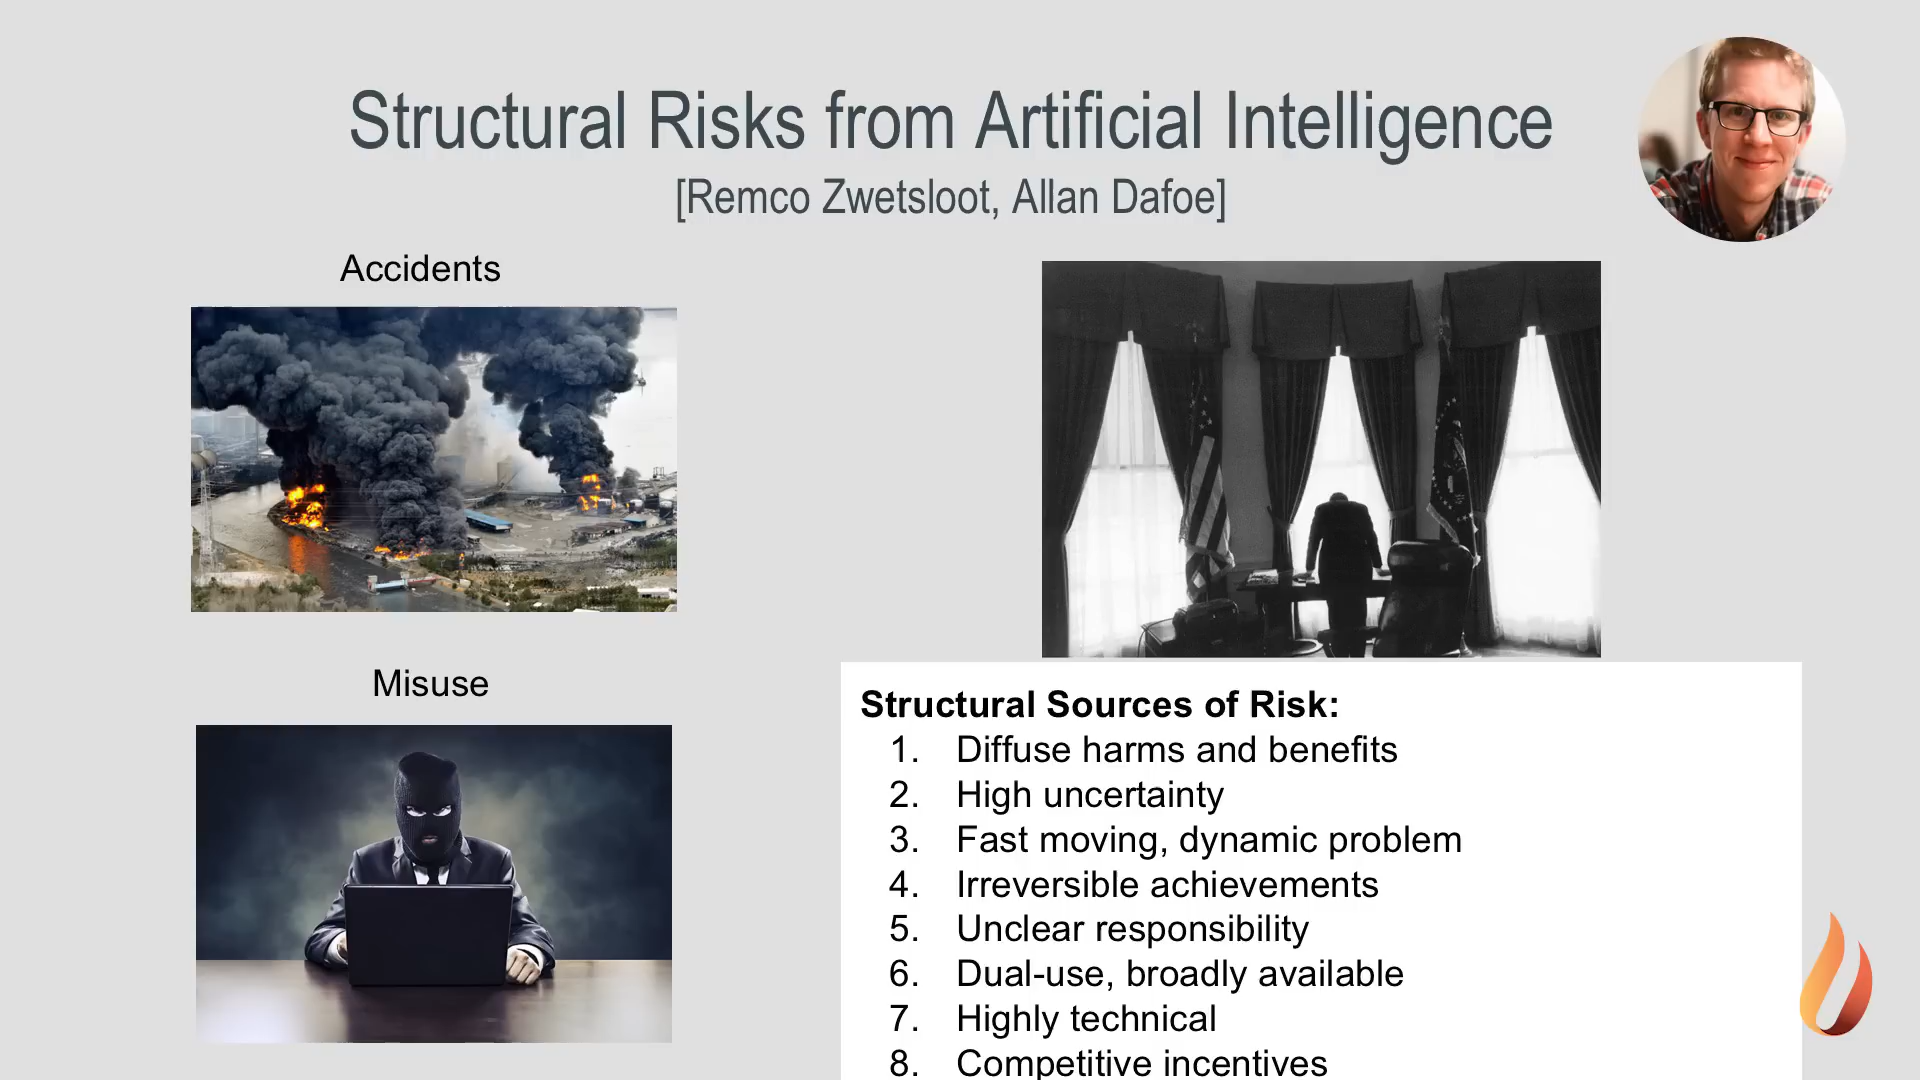 Structural Risks from Artificial Intelligence
[Remco Zwetsloot, Allan Dafoe]
Accidents
Misuse
Structural Sources of Risk:
1. Diffuse harms and benefits
2. High uncertainty
3. Fast moving, dynamic problem
4. Irreversible achievements
5. Unclear responsibility
6. Dual-use, broadly available
7. Highly technical
8. Competitive incentives